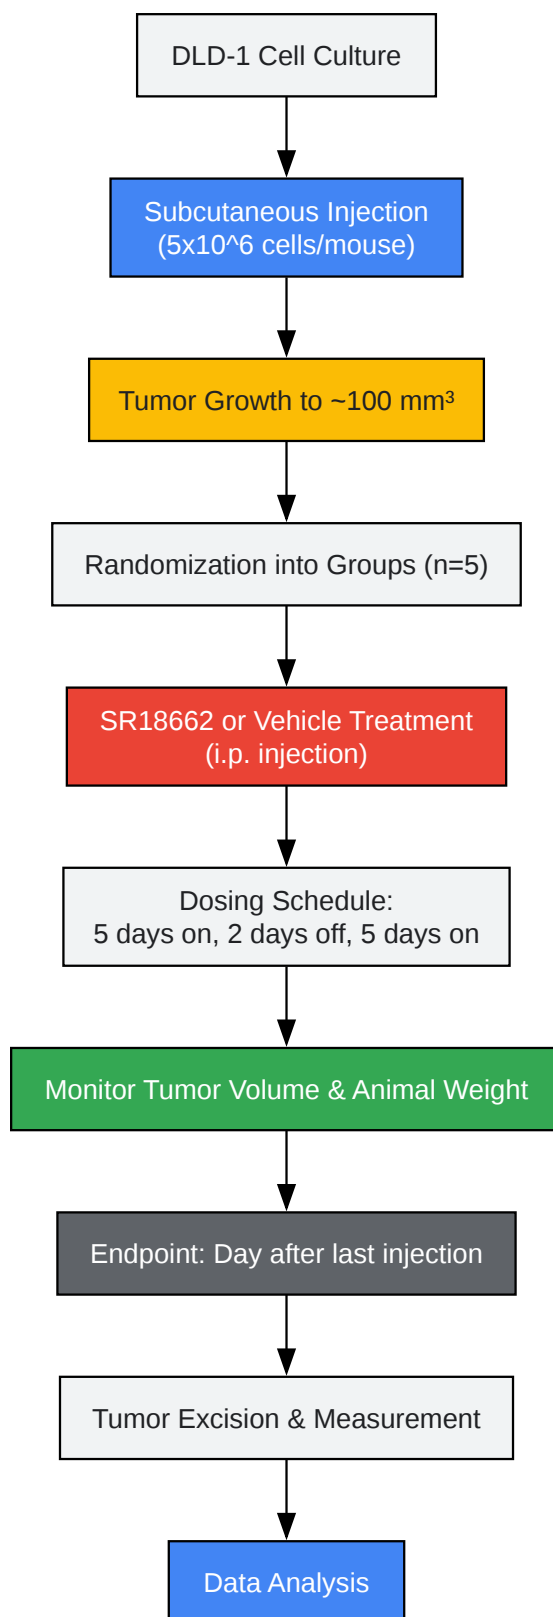 DLD-1 Cell Culture
Subcutaneous Injection
(5x10^6 cells/mouse)
Tumor Growth to ~100 mm³
Randomization into Groups (n=5)
SR18662 or Vehicle Treatment
(i.p. injection)
Dosing Schedule:
5 days on, 2 days off, 5 days on
Monitor Tumor Volume & Animal Weight
Endpoint: Day after last injection
Tumor Excision & Measurement
Data Analysis